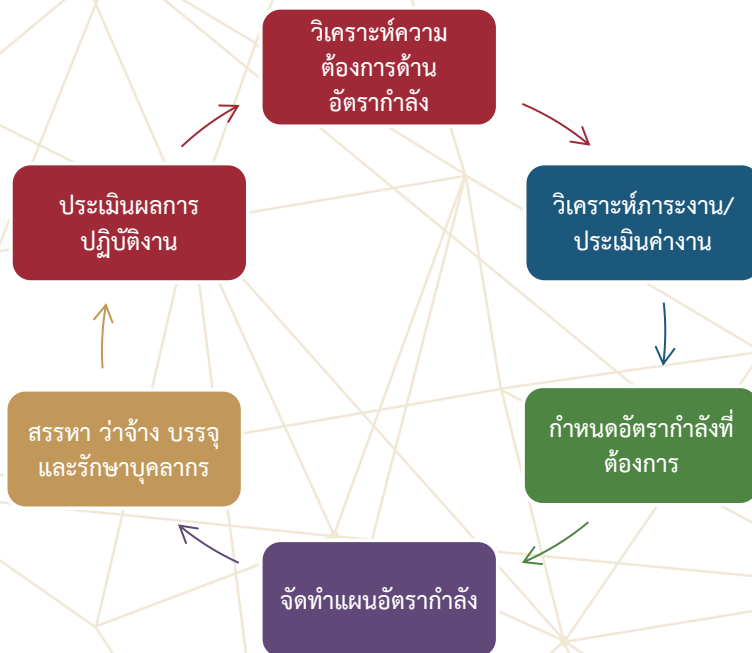 วิเคราะห์ความ
ต้องการด้าน
อัตรากำลัง
วิเคราะห์ภาระงาน/
ประเมินค่างาน
กำหนดอัตรากำลังที่
ต้องการ
จัดทำแผนอัตรากำลัง
สรรหา ว่าจ้าง บรรจุ
และรักษาบุคลากร
ประเมินผลการ
ปฏิบัติงาน